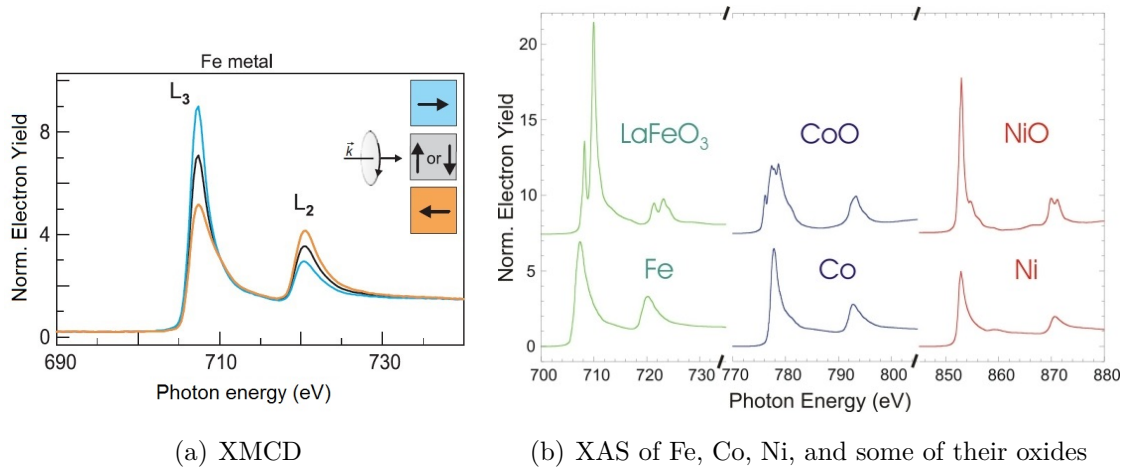 Fe metal
L3
L2
k
or
8
4
0
690
710
730
Norm. Electron Yield
Photon energy (eV)
(a) XMCD
20
15
10
5
0
Norm. Electron Yield
LaFeO3
CoO
NiO
Fe
Co
Ni
700 710 720 730 770 780 790 800 850 860 870 880
Photon Energy (eV)
(b) XAS of Fe, Co, Ni, and some of their oxides